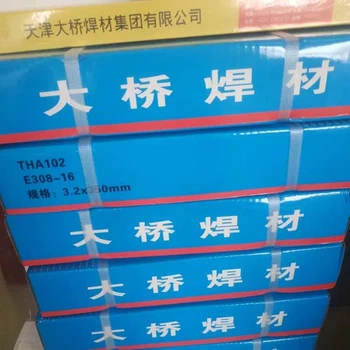 天津大桥焊材集团有限公司
大桥焊材
THA102
E308-16
规格：3.2x350mm
大桥焊材
大桥焊材
大桥焊材